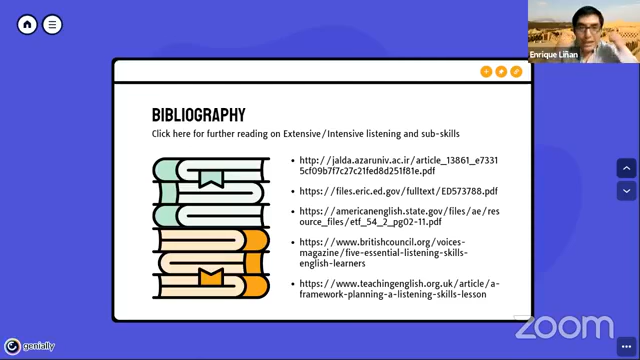 Enrique Liñan
BIBLIOGRAPHY
Click here for further reading on Extensive/Intensive listening and sub-skills
• http://jalda.azaruniv.ac.ir/article_13861_e7331
5cf09b7f7c27c21fed8d251f81e.pdf
• https://files.eric.ed.gov/fulltext/ED573788.pdf
• https://americanenglish.state.gov/files/ae/res
ource_files/etf_54_2_pg02-11.pdf
• https://www.britishcouncil.org/voices-
magazine/five-essential-listening-skills-
english-learners
• https://www.teachingenglish.org.uk/article/a-
framework-planning-a-listening-skills-lesson
zoom
genially